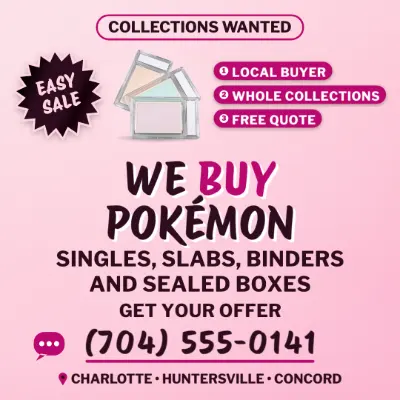 COLLECTIONS WANTED
EASY
SALE
1 LOCAL BUYER
2 WHOLE COLLECTIONS
3 FREE QUOTE
WE BUY
POKÉMON
SINGLES, SLABS, BINDERS
AND SEALED BOXES
GET YOUR OFFER
(704) 555-0141
CHARLOTTE • HUNTERSVILLE • CONCORD